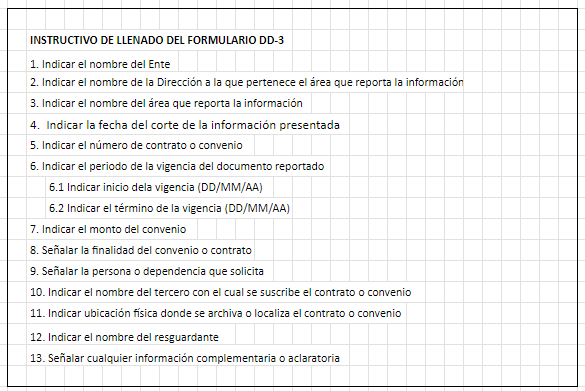 INSTRUCTIVO DE LLENADO DEL FORMULARIO DD-3
1. Indicar el nombre del Ente
2. Indicar el nombre de la Dirección a la que pertenece el área que reporta la información
3. Indicar el nombre del área que reporta la información
4. Indicar la fecha del corte de la información presentada
5. Indicar el número de contrato o convenio
6. Indicar el periodo de la vigencia del documento reportado
6.1 Indicar inicio dela vigencia (DD/MM/AA)
6.2 Indicar el término de la vigencia (DD/MM/AA)
7. Indicar el monto del convenio
8. Señalar la finalidad del convenio o contrato
9. Señalar la persona o dependencia que solicita
10. Indicar el nombre del tercero con el cual se suscribe el contrato o convenio
11. Indicar ubicación física donde se archiva o localiza el contrato o convenio
12. Indicar el nombre del resguardante
13. Señalar cualquier información complementaria o aclaratoria